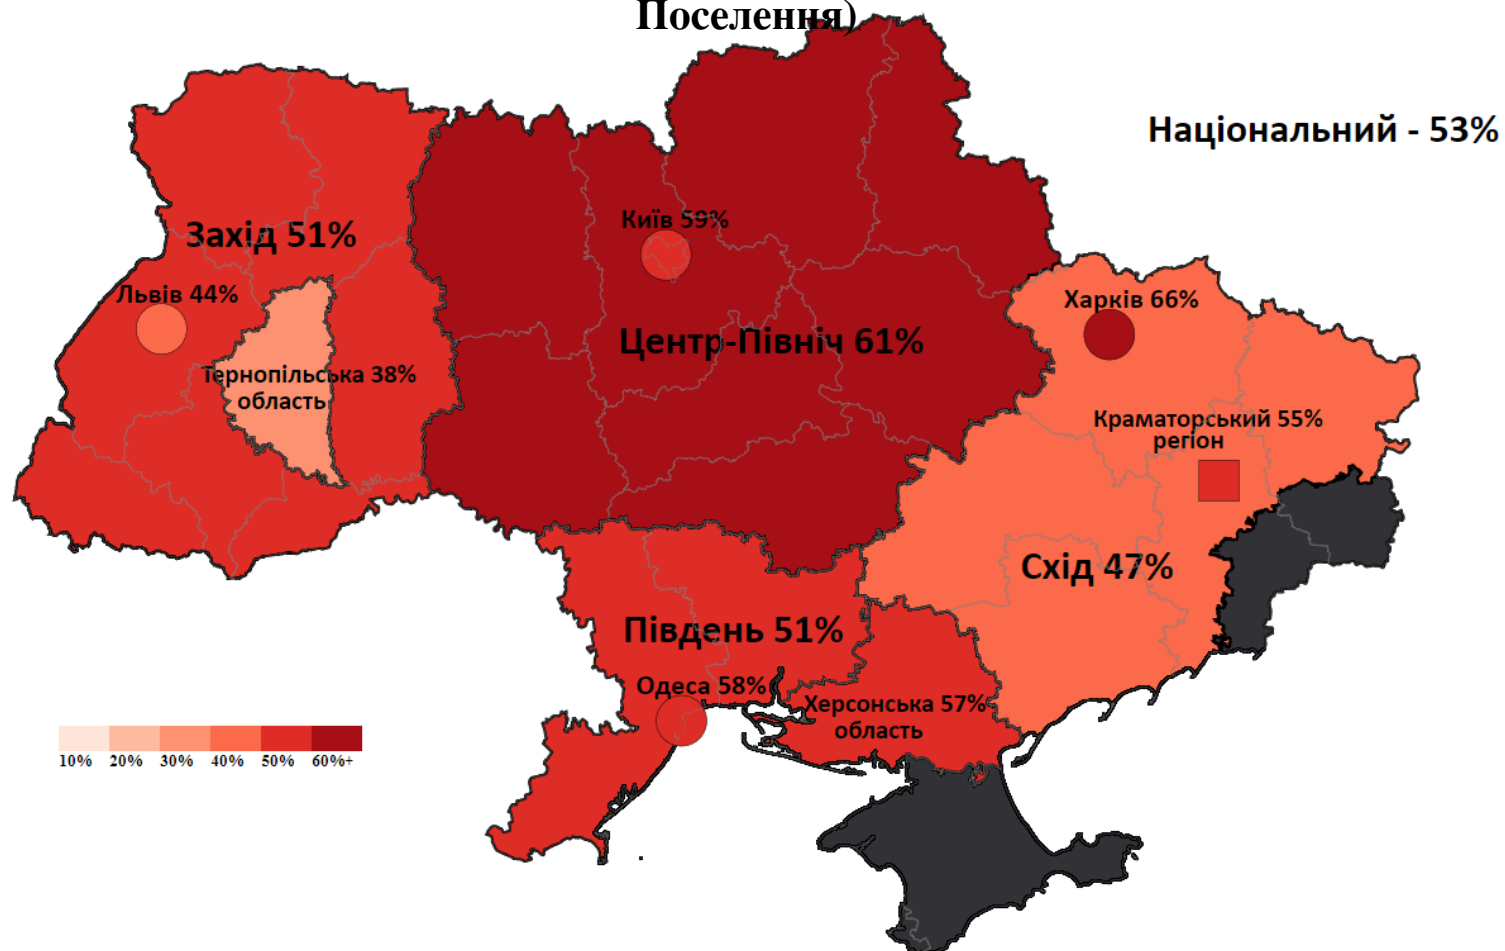 Поселення)
Національний - 53%
Київ 59%
Захід 51%
Львів 44%
Харків 66%
Центр-Північ 61%
Тернопільська 38%
область
Краматорський 55%
регіон
Схід 47%
Південь 51%
Одеса 58%
Херсонська 57%
область
10% 20% 30% 40% 50% 60%+